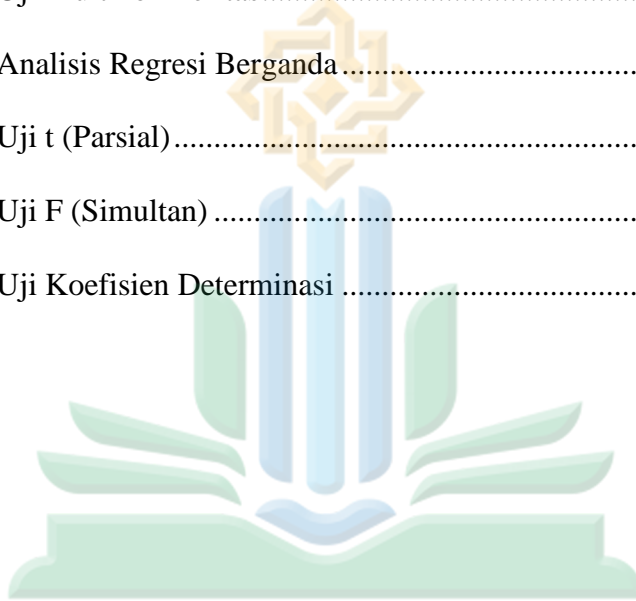 Analisis Regresi Berganda....................................
Uji t (Parsial)..........................................................
Uji F (Simultan) .....................................................
Uji Koefisien Determinasi ....................................